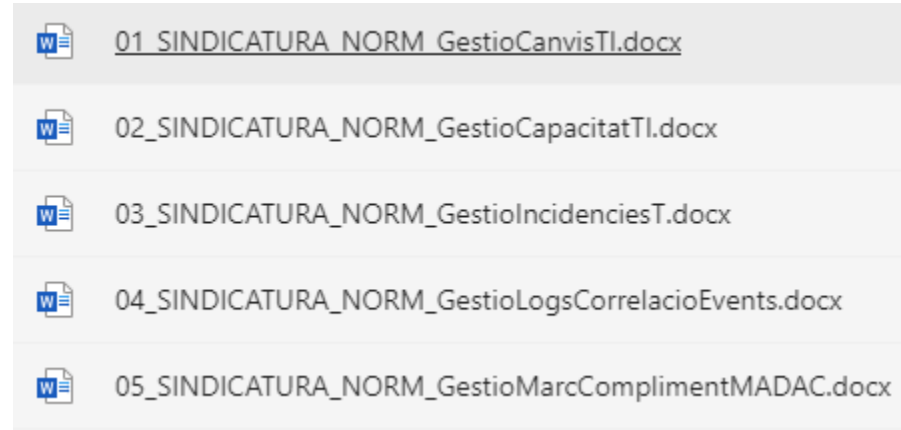 01_SINDICATURA_NORM_GestioCanvisTI.docx
02_SINDICATURA_NORM_GestioCapacitatTI.docx
03_SINDICATURA_NORM_GestioIncidenciesT.docx
04_SINDICATURA_NORM_GestioLogsCorrelacioEvents.docx
05_SINDICATURA_NORM_GestioMarcComplimentMADAC.docx